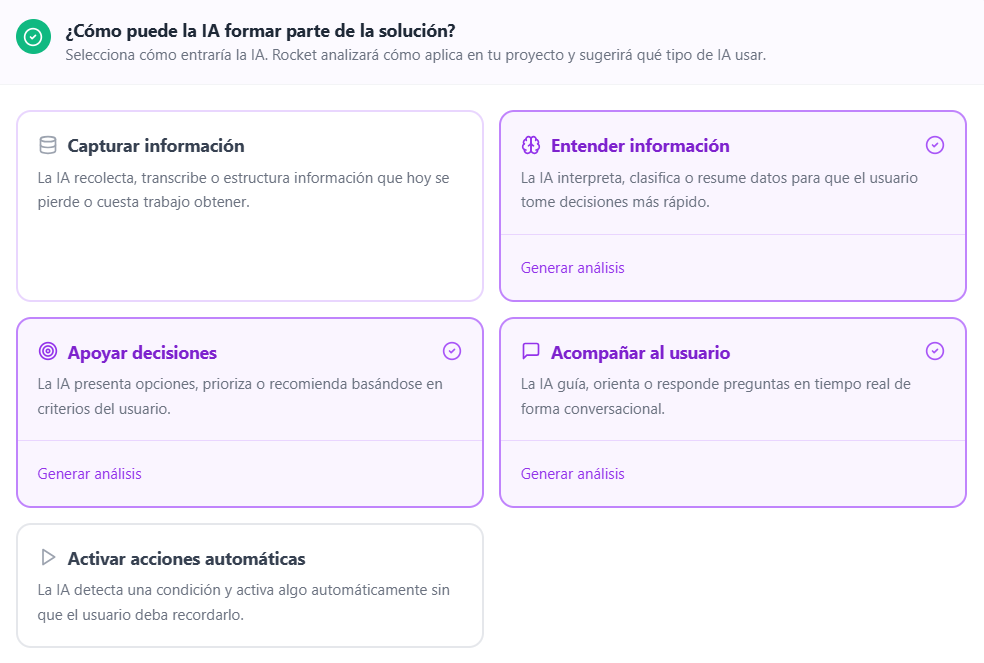 ¿Cómo puede la IA formar parte de la solución?
Selecciona cómo entraría la IA. Rocket analizará cómo aplica en tu proyecto y sugerirá qué tipo de IA usar.
Capturar información
La IA recolecta, transcribe o estructura información que hoy se
pierde o cuesta trabajo obtener.
Entender información
La IA interpreta, clasifica o resume datos para que el usuario
tome decisiones más rápido.
Generar análisis
Apoyar decisiones
La IA presenta opciones, prioriza o recomienda basándose en
criterios del usuario.
Generar análisis
Acompañar al usuario
La IA guía, orienta o responde preguntas en tiempo real de
forma conversacional.
Generar análisis
Activar acciones automáticas
La IA detecta una condición y activa algo automáticamente sin
que el usuario deba recordarlo.